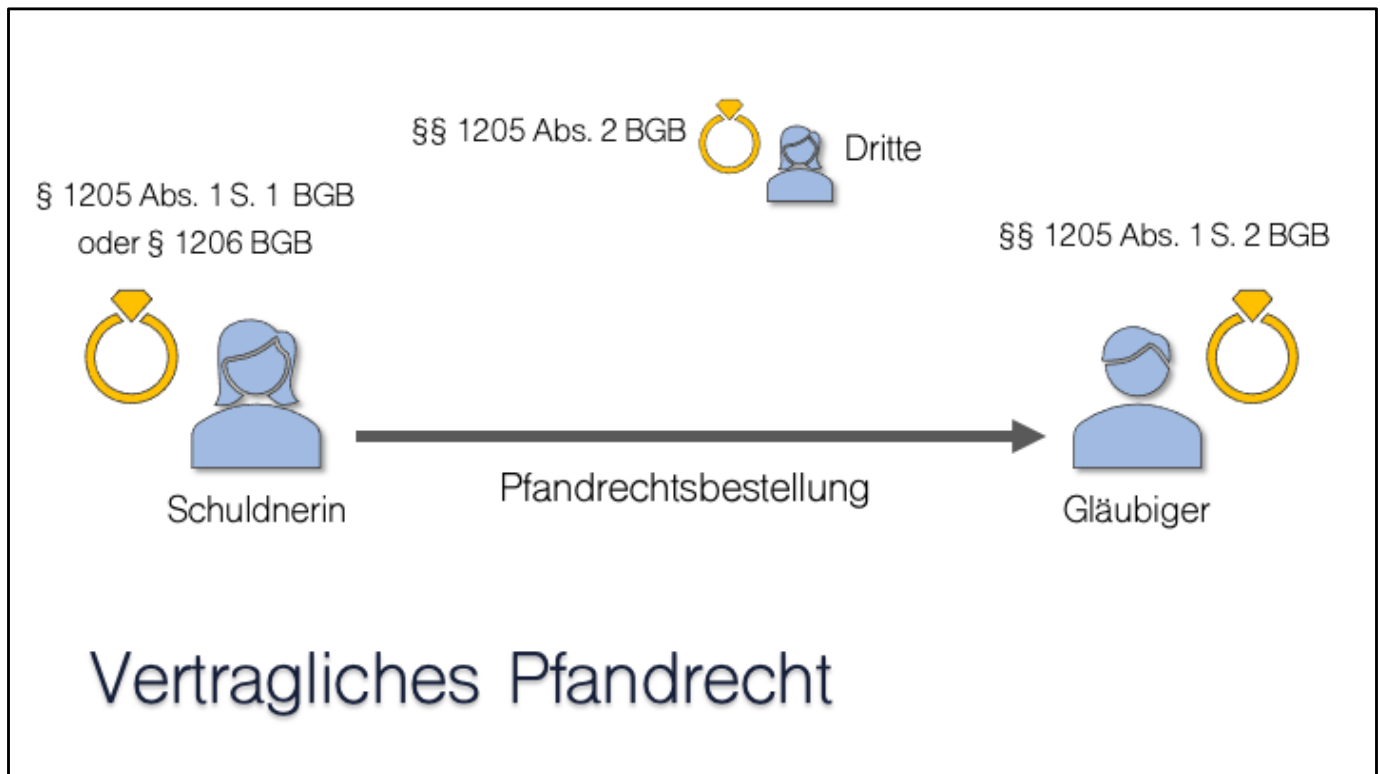 §§ 1205 Abs. 2 BGB
Dritte
§ 1205 Abs. 1 S. 1 BGB
oder § 1206 BGB
§§ 1205 Abs. 1 S. 2 BGB
Pfandrechtsbestellung
Schuldnerin
Gläubiger
Vertragliches Pfandrecht